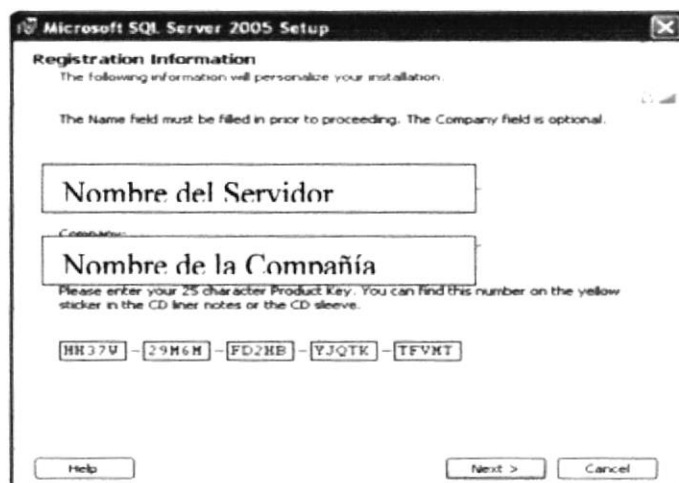 Microsoft SQL Server 2005 Setup
Registration Information
The following information will personalize your installation.
The Name field must be filled in prior to proceeding. The Company field is optional.
Nombre del Servidor
Company:
Nombre de la Compañía
Please enter your 25 character Product Key. You can find this number on the yellow
sticker in the CD liner notes or the CD sleeve.
29M6M - YJQTK
Help Next > Cancel